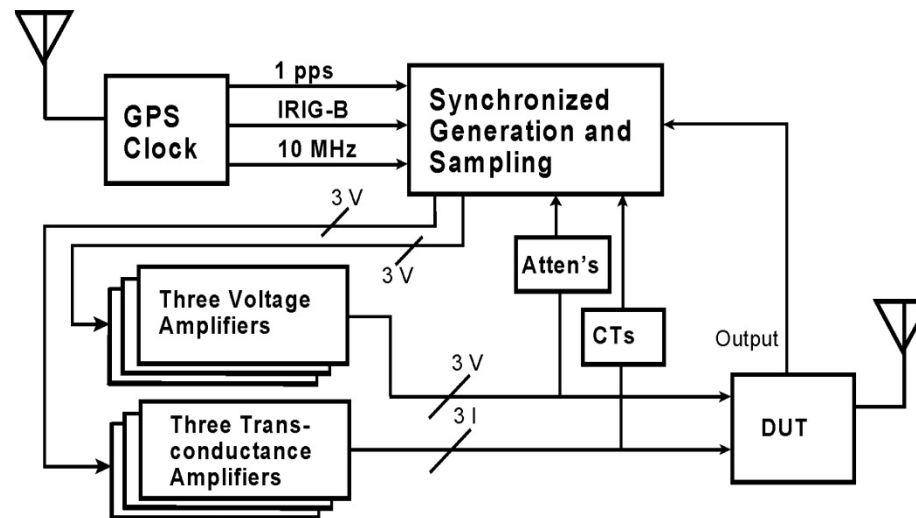 1 pps
GPS
Clock
IRIG-B
10 MHz
Synchronized
Generation and
Sampling
3 V
3 V
Atten's
Three Voltage
Amplifiers
CTs
Output
3 V
3 I
Three Trans-
conductance
Amplifiers
DUT